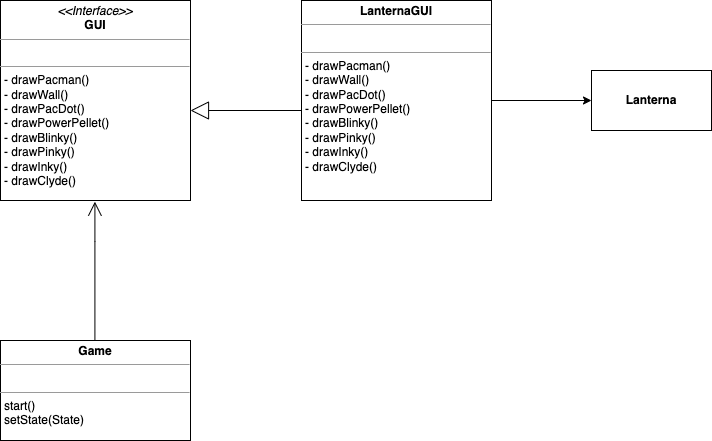 <<Interface>>
GUI
- drawPacman()
- drawWall()
- drawPacDot()
- drawPowerPellet()
- drawBlinky()
- drawPinky()
- drawInky()
- drawClyde()
LanternaGUI
- drawPacman()
- drawWall()
- drawPacDot()
- drawPowerPellet()
- drawBlinky()
- drawPinky()
- drawInky()
- drawClyde()
Lanterna
Game
start()
setState(State)